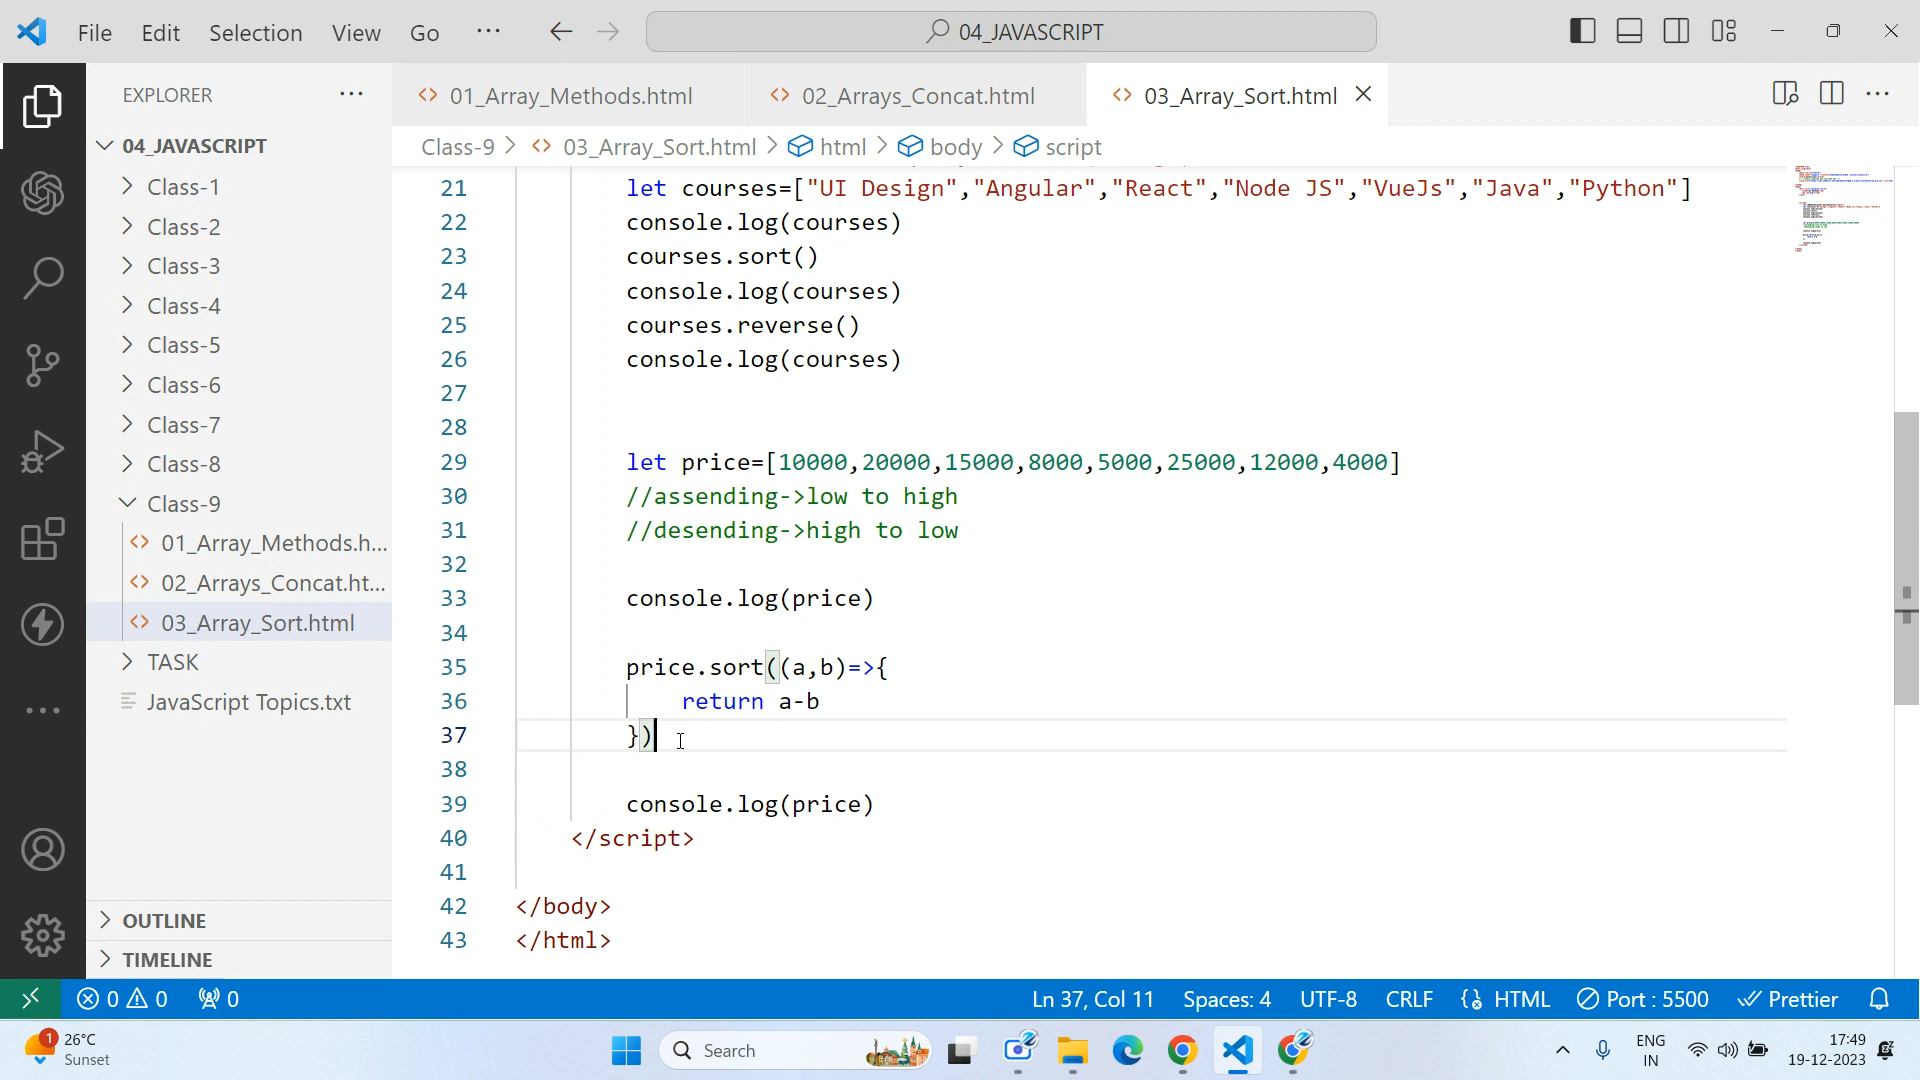 File Edit Selection View Go ··· 04_JAVASCRIPT
EXPLORER ···
01_Array_Methods.html 02_Arrays_Concat.html 03_Array_Sort.html
Class-9 > 03_Array_Sort.html > html > body > script
04_JAVASCRIPT
Class-1
Class-2
Class-3
Class-4
Class-5
Class-6
Class-7
Class-8
Class-9
01_Array_Methods.h...
02_Arrays_Concat.ht...
03_Array_Sort.html
TASK
JavaScript Topics.txt
OUTLINE
TIMELINE
21 let courses=["UI Design","Angular","React","Node JS","VueJs","Java","Python"]
22 console.log(courses)
23 courses.sort()
24 console.log(courses)
25 courses.reverse()
26 console.log(courses)
27
28
29 let price=[10000,20000,15000,8000,5000,25000,12000,4000]
30 //assending->low to high
31 //desending->high to low
32
33 console.log(price)
34
35 price.sort((a,b)=>{
36 return a-b
37 })
38
39 console.log(price)
40 </script>
41
42 </body>
43 </html>
0 0 0 Ln 37, Col 11 Spaces: 4 UTF-8 CRLF HTML Port : 5500 Prettier
1 26°C
Sunset
Search
ENG
IN
17:49
19-12-2023